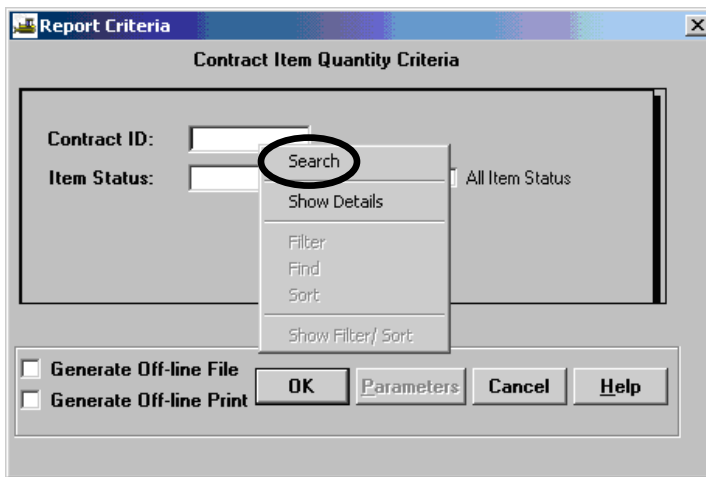 Report Criteria
Contract Item Quantity Criteria
Contract ID:
Search
Item Status:
All Item Status
Show Details
Filter
Find
Sort
Show Filter/ Sort
Generate Off-line File
Generate Off-line Print
OK
Parameters
Cancel
Help